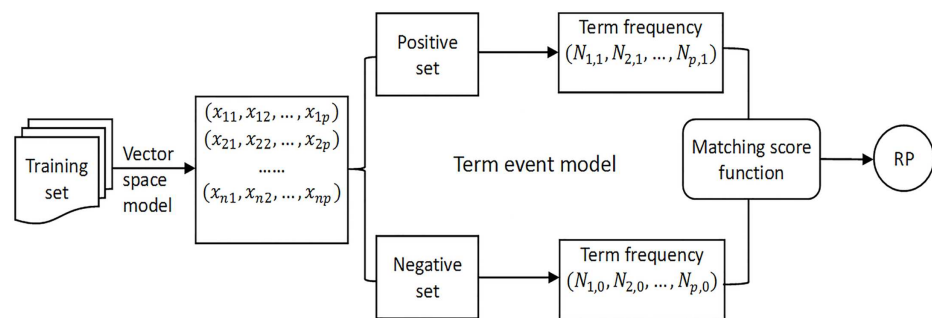 Training
set
Vector
space
model
(x₁₁, x₁₂, ..., x₁ₚ)
(x₂₁, x₂₂, ..., x₂ₚ)
......
(xₙ₁, xₙ₂, ..., xₙₚ)
Positive
set
Term frequency
(N₁,₁, N₂,₁, ..., Nₚ,₁)
Term event model
Negative
set
Term frequency
(N₁,₀, N₂,₀, ..., Nₚ,₀)
Matching score
function
RP